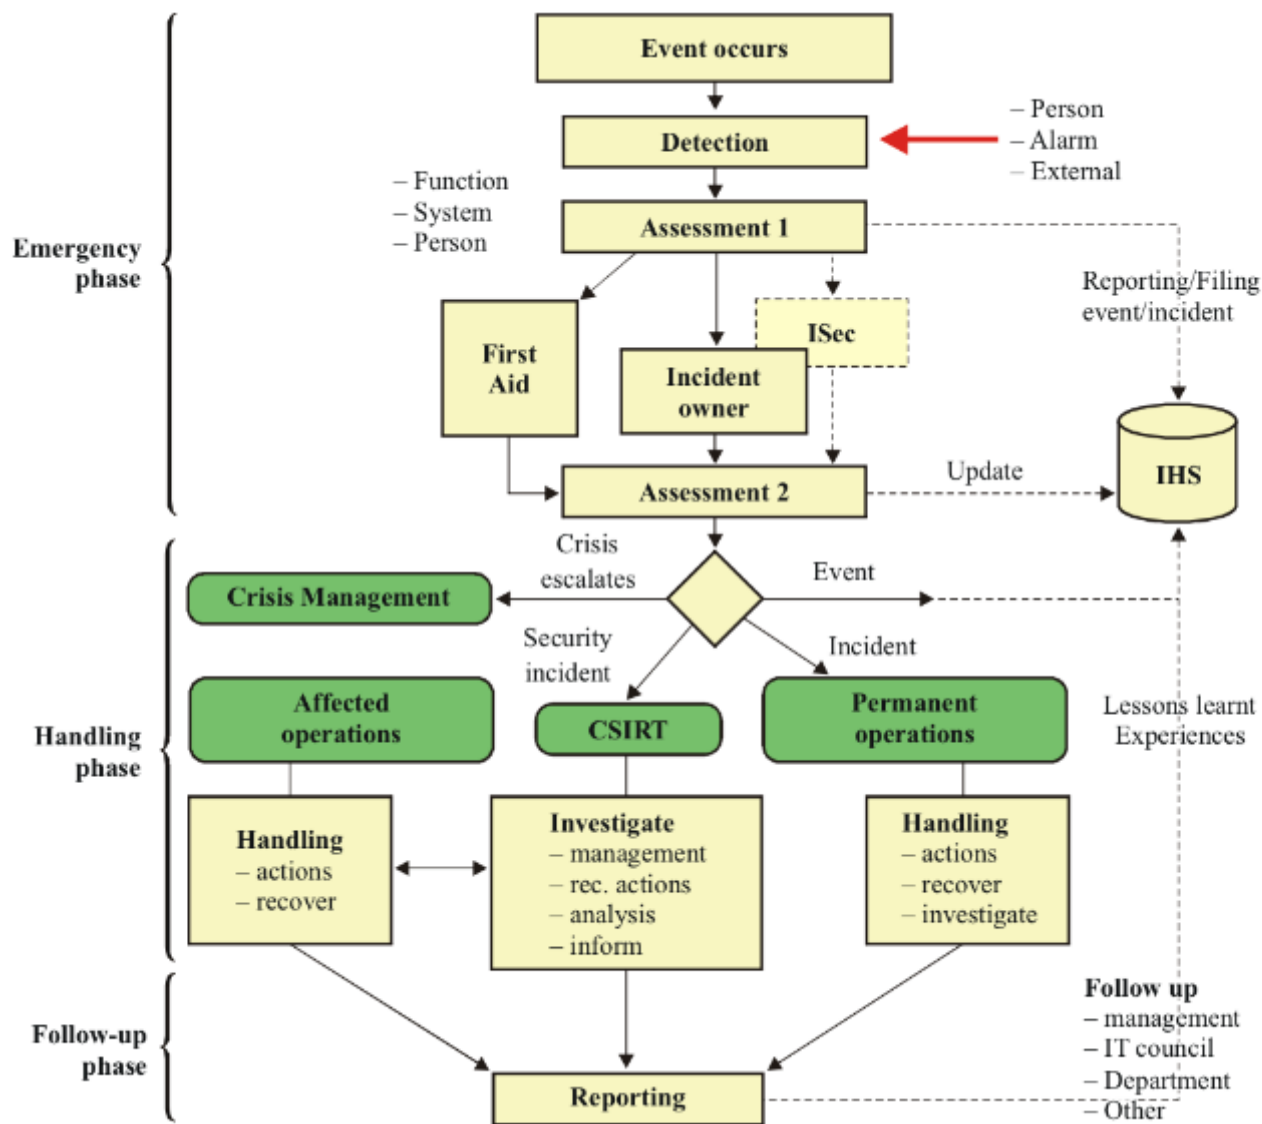 Event occurs
Detection
– Person
– Alarm
– External
– Function
– System
– Person
Assessment 1
Emergency
phase
Reporting/Filing
event/incident
First
Aid
ISec
Incident
owner
Assessment 2
Update
IHS
Crisis
escalates
Event
Crisis Management
Security
incident
Incident
Affected
operations
CSIRT
Permanent
operations
Lessons learnt
Experiences
Handling
phase
Handling
– actions
– recover
Investigate
– management
– rec. actions
– analysis
– inform
Handling
– actions
– recover
– investigate
Follow-up
phase
Reporting
Follow up
– management
– IT council
– Department
– Other